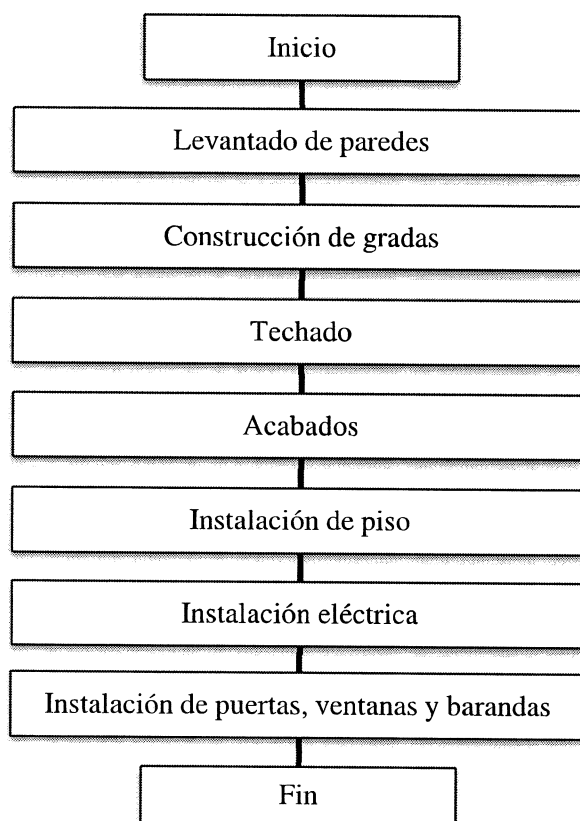 Inicio
Levantado de paredes
Construcción de gradas
Techado
Acabados
Instalación de piso
Instalación eléctrica
Instalación de puertas, ventanas y barandas
Fin